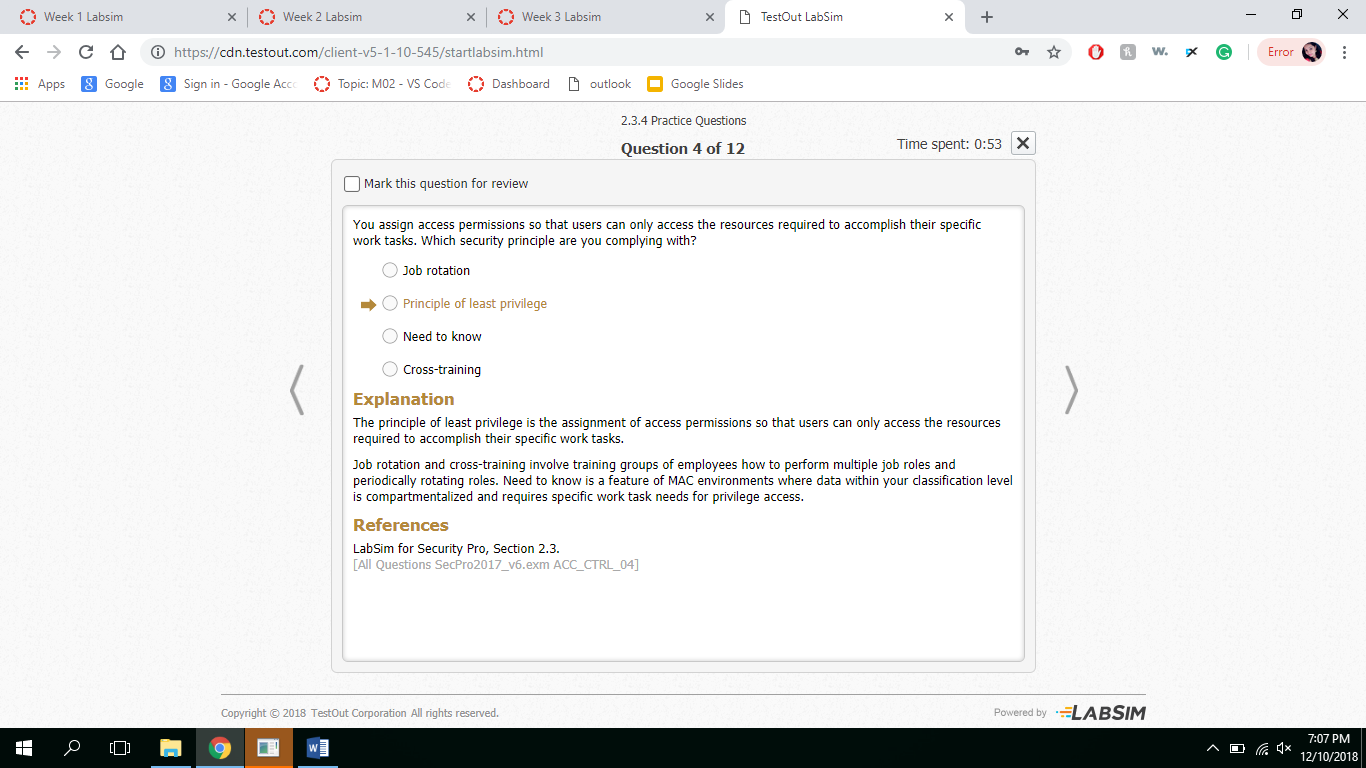 Week 1 Labsim
Week 2 Labsim
Week 3 Labsim
TestOut LabSim
https://cdn.testout.com/client-v5-1-10-545/startlabsim.html
Error
Apps
Google
Sign in - Google Acco
Topic: M02 - VS Code
Dashboard
outlook
Google Slides
2.3.4 Practice Questions
Question 4 of 12
Time spent: 0:53
Mark this question for review
You assign access permissions so that users can only access the resources required to accomplish their specific
work tasks. Which security principle are you complying with?
Job rotation
Principle of least privilege
Need to know
Cross-training
Explanation
The principle of least privilege is the assignment of access permissions so that users can only access the resources
required to accomplish their specific work tasks.
Job rotation and cross-training involve training groups of employees how to perform multiple job roles and
periodically rotating roles. Need to know is a feature of MAC environments where data within your classification level
is compartmentalized and requires specific work task needs for privilege access.
References
LabSim for Security Pro, Section 2.3.
[All Questions SecPro2017_v6.exm ACC_CTRL_04]
Copyright © 2018 TestOut Corporation All rights reserved.
Powered by LABSIM
7:07 PM
12/10/2018